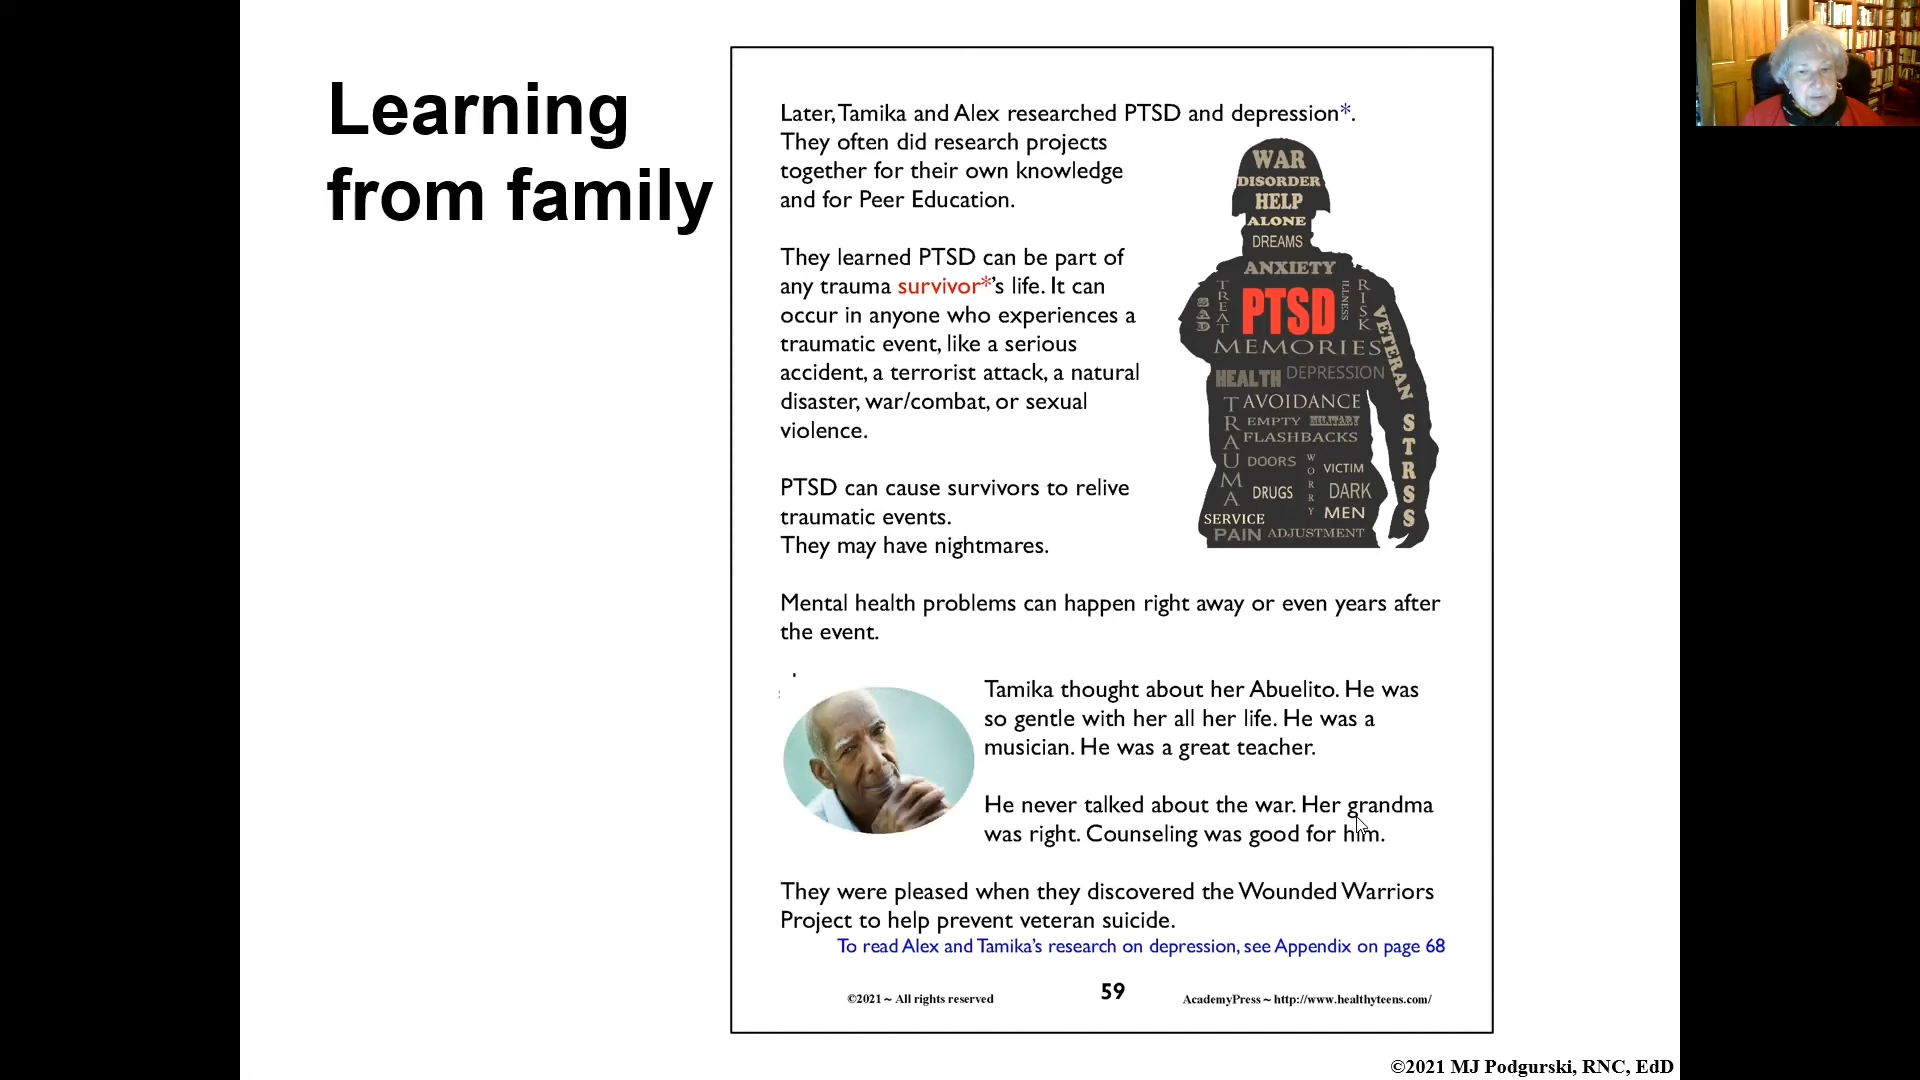 Learning
from family
Later, Tamika and Alex researched PTSD and depression*.
They often did research projects
together for their own knowledge
and for Peer Education.
They learned PTSD can be part of
any trauma survivor*'s life. It can
occur in anyone who experiences a
traumatic event, like a serious
accident, a terrorist attack, a natural
disaster, war/combat, or sexual
violence.
PTSD can cause survivors to relive
traumatic events.
They may have nightmares.
WAR
DISORDER
HELP
ALONE
DREAMS
ANXIETY
SAD
TREAT
PTSD
ILLNESS
RISK
VETERAN
MEMORIES
HEALTH DEPRESSION
TRAUMA
AVOIDANCE
EMPTY MILITARY
FLASHBACKS
DOORS
WORRY
VICTIM
DRUGS
DARK
MEN
SERVICE
PAIN ADJUSTMENT
STRSS
Mental health problems can happen right away or even years after
the event.
Tamika thought about her Abuelito. He was
so gentle with her all her life. He was a
musician. He was a great teacher.
He never talked about the war. Her grandma
was right. Counseling was good for him.
They were pleased when they discovered the Wounded Warriors
Project to help prevent veteran suicide.
To read Alex and Tamika's research on depression, see Appendix on page 68
©2021 ~ All rights reserved
59
AcademyPress ~ http://www.healthyteens.com/
©2021 MJ Podgurski, RNC, EdD